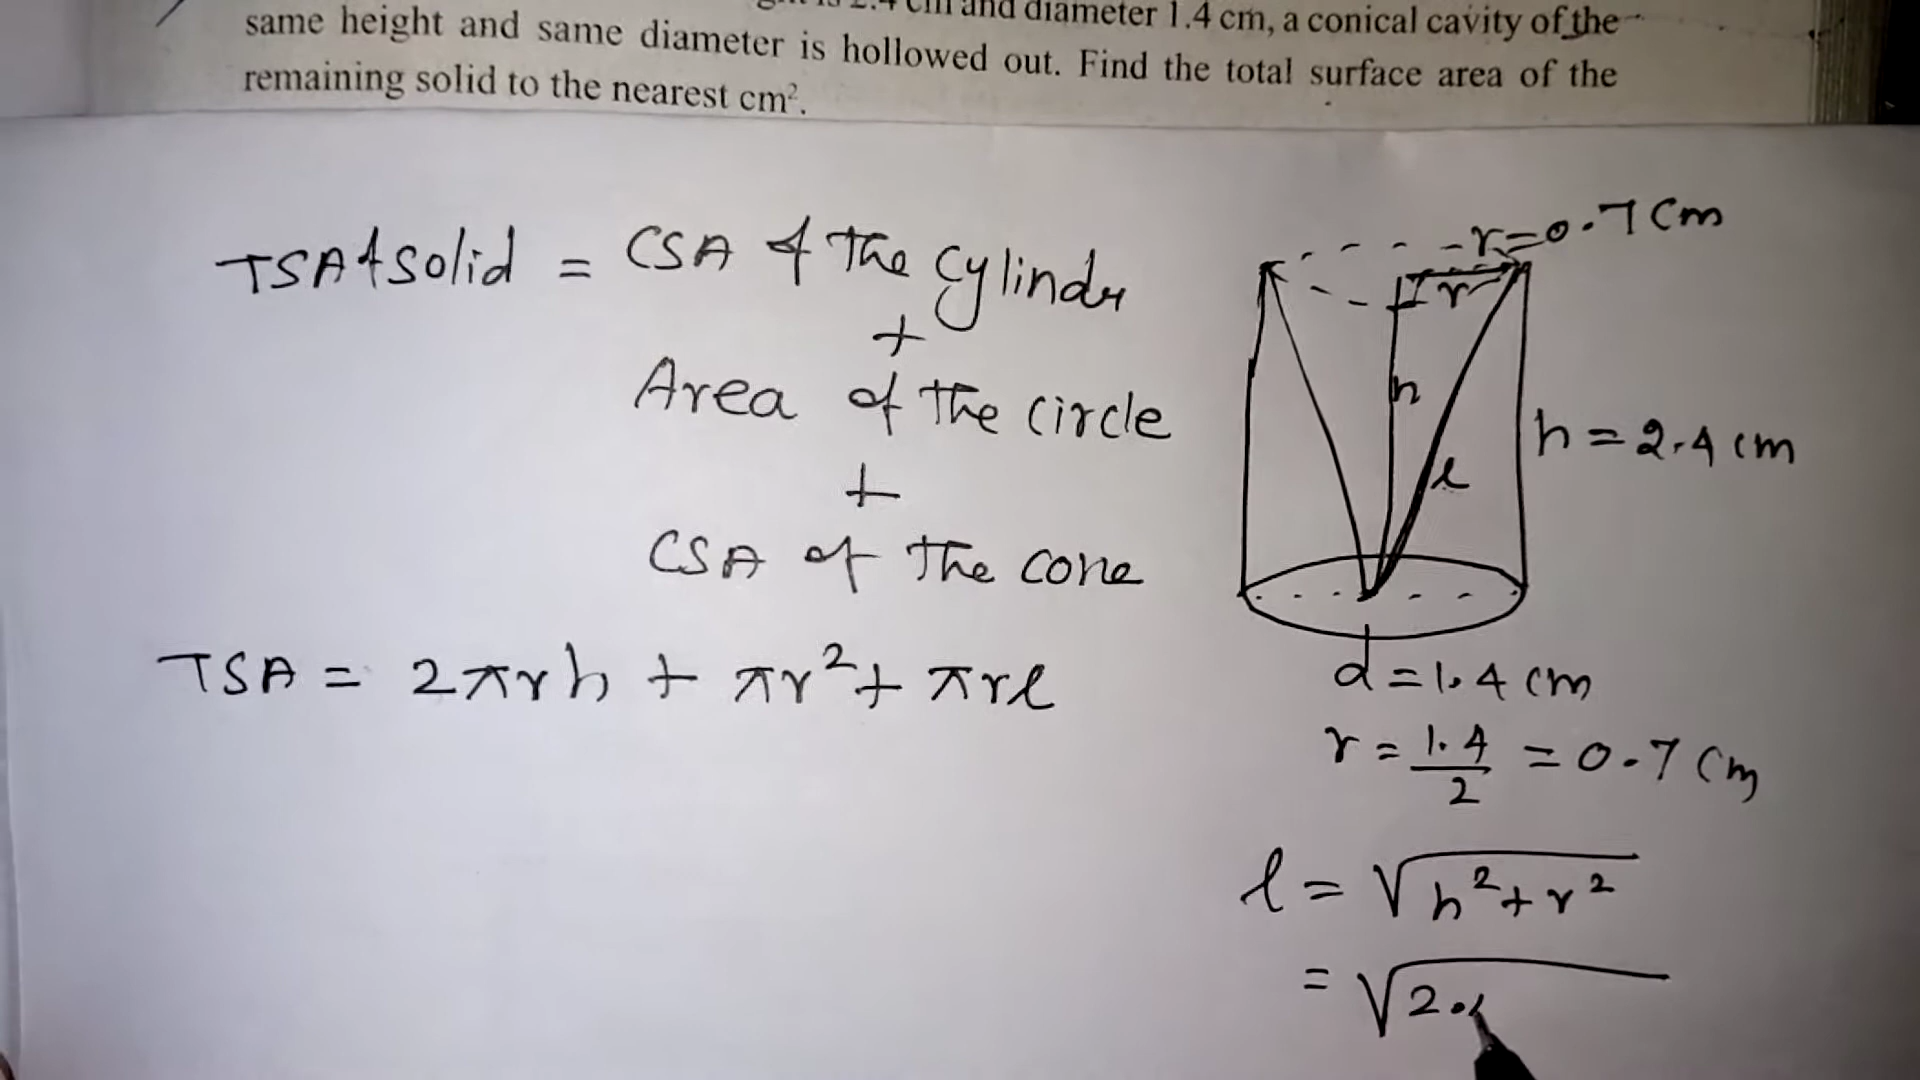 2.4 cm and diameter 1.4 cm, a conical cavity of the
same height and same diameter is hollowed out. Find the total surface area of the
remaining solid to the nearest cm².
TSA of solid = CSA of the cylinder
+
Area of the circle
+
CSA of the cone
TSA = 2πrh + πr² + πrl
r=0.7 cm
r
h
l
h = 2.4 cm
d = 1.4 cm
r = 1.4/2 = 0.7 cm
l = √h²+r²
= √2.